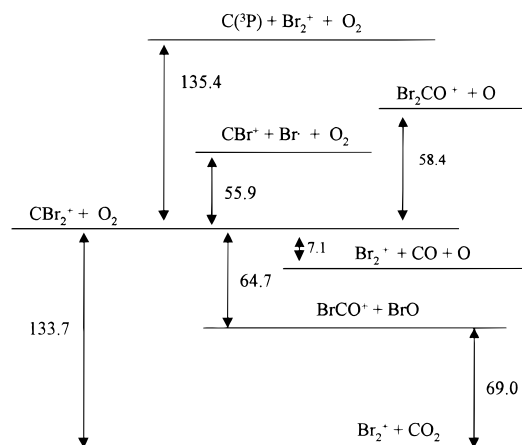 C(³P) + Br₂⁺ + O₂
135.4
Br₂CO⁺ + O
CBr⁺ + Br· + O₂
58.4
55.9
CBr₂⁺ + O₂
7.1
Br₂⁺ + CO + O
64.7
BrCO⁺ + BrO
133.7
69.0
Br₂⁺ + CO₂